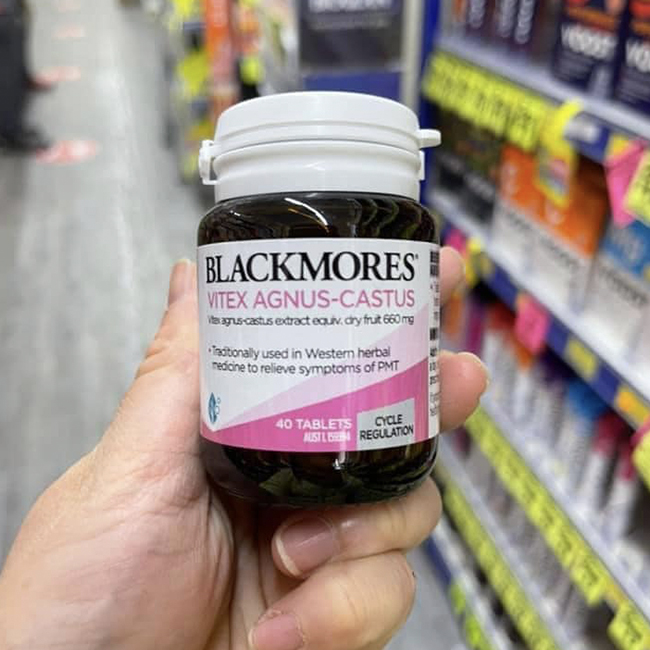 BLACKMORES®
VITEX AGNUS-CASTUS
Vitex agnus-castus extract equiv. dry fruit 660 mg
• Traditionally used in Western herbal
medicine to relieve symptoms of PMT
40 TABLETS
AUST L
CYCLE
REGULATION